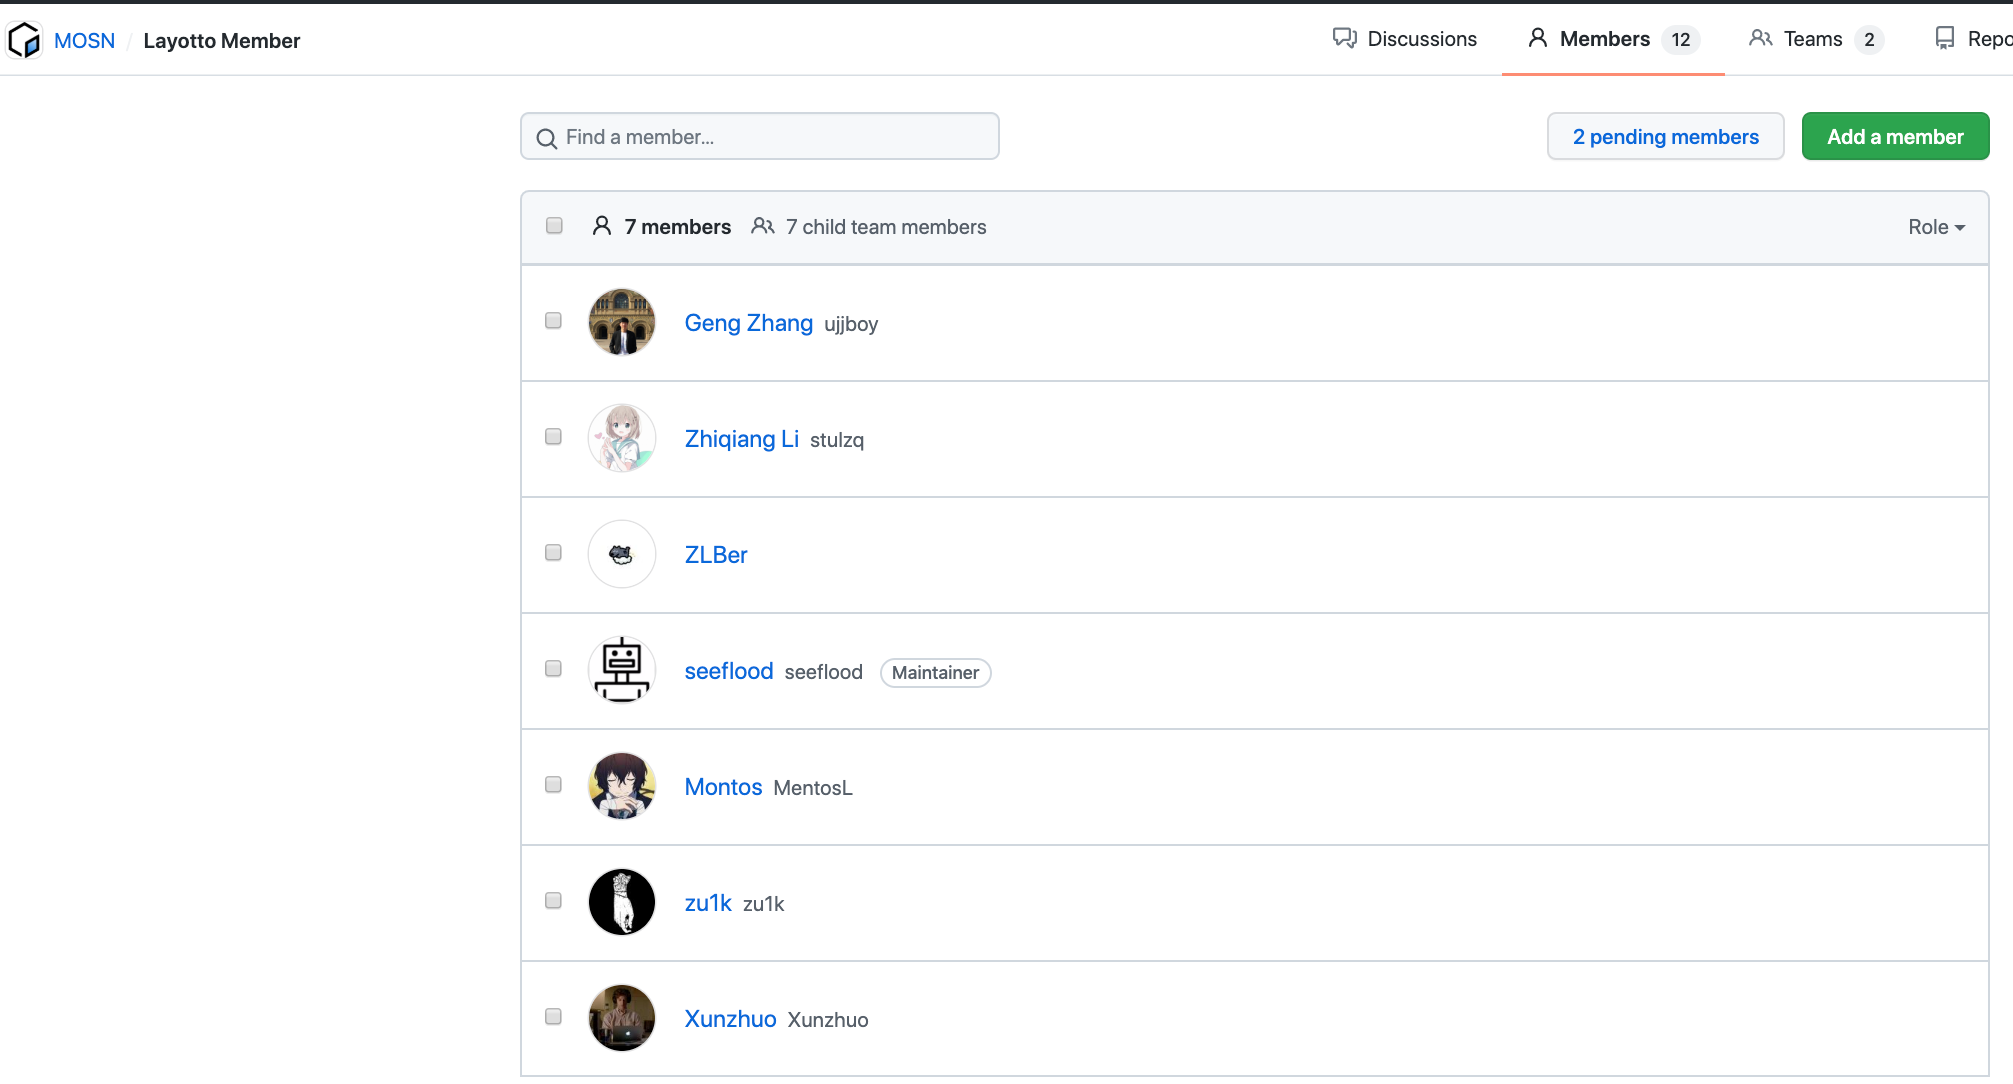 MOSN / Layotto Member
Discussions Members 12 Teams 2 Repo
Find a member...
2 pending members Add a member
7 members 7 child team members Role
Geng Zhang ujjboy
Zhiqiang Li stulzq
ZLBer
seeflood seeflood Maintainer
Montos MentosL
zu1k zu1k
Xunzhuo Xunzhuo